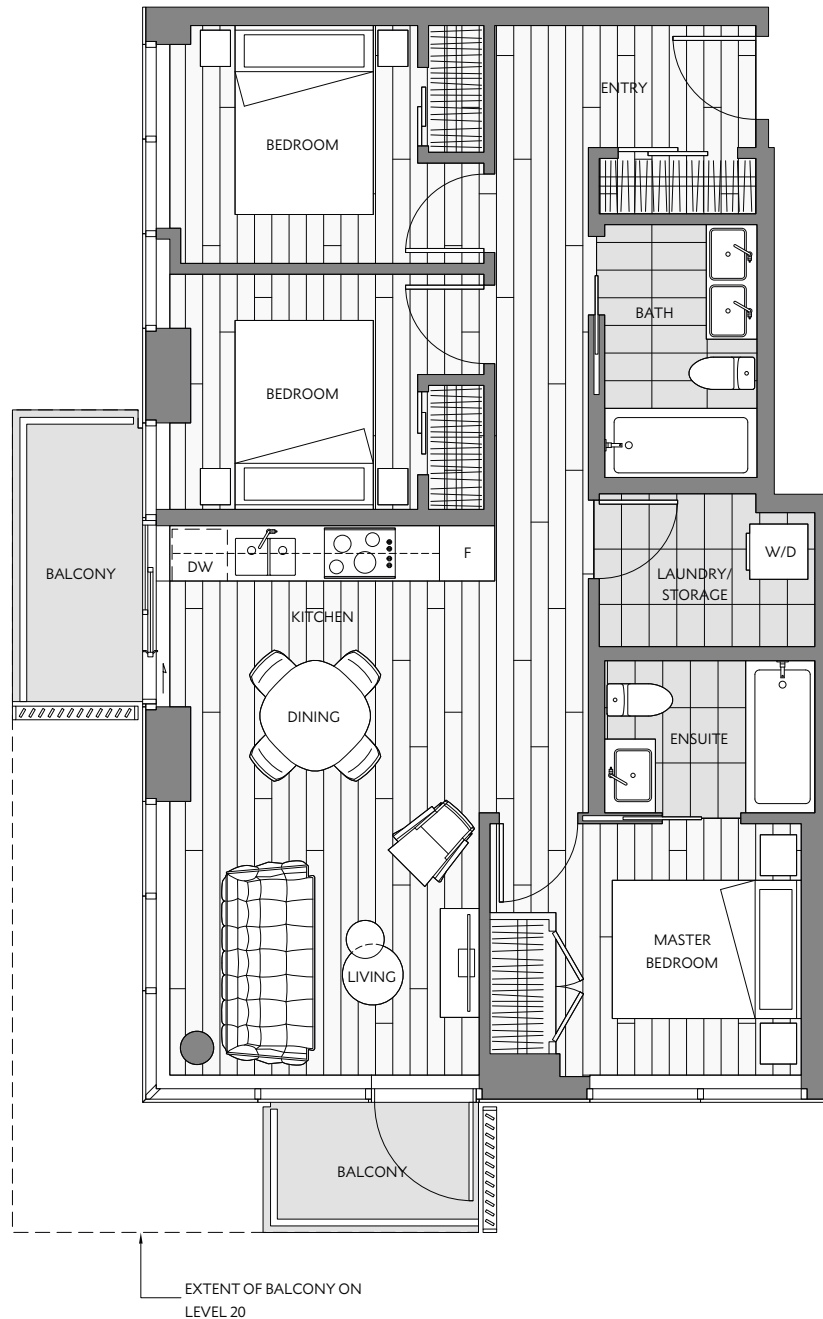 ENTRY
BEDROOM
BATH
BEDROOM
W/D
DW
F
BALCONY
LAUNDRY/
STORAGE
KITCHEN
DINING
ENSUITE
MASTER
BEDROOM
LIVING
BALCONY
EXTENT OF BALCONY ON
LEVEL 20